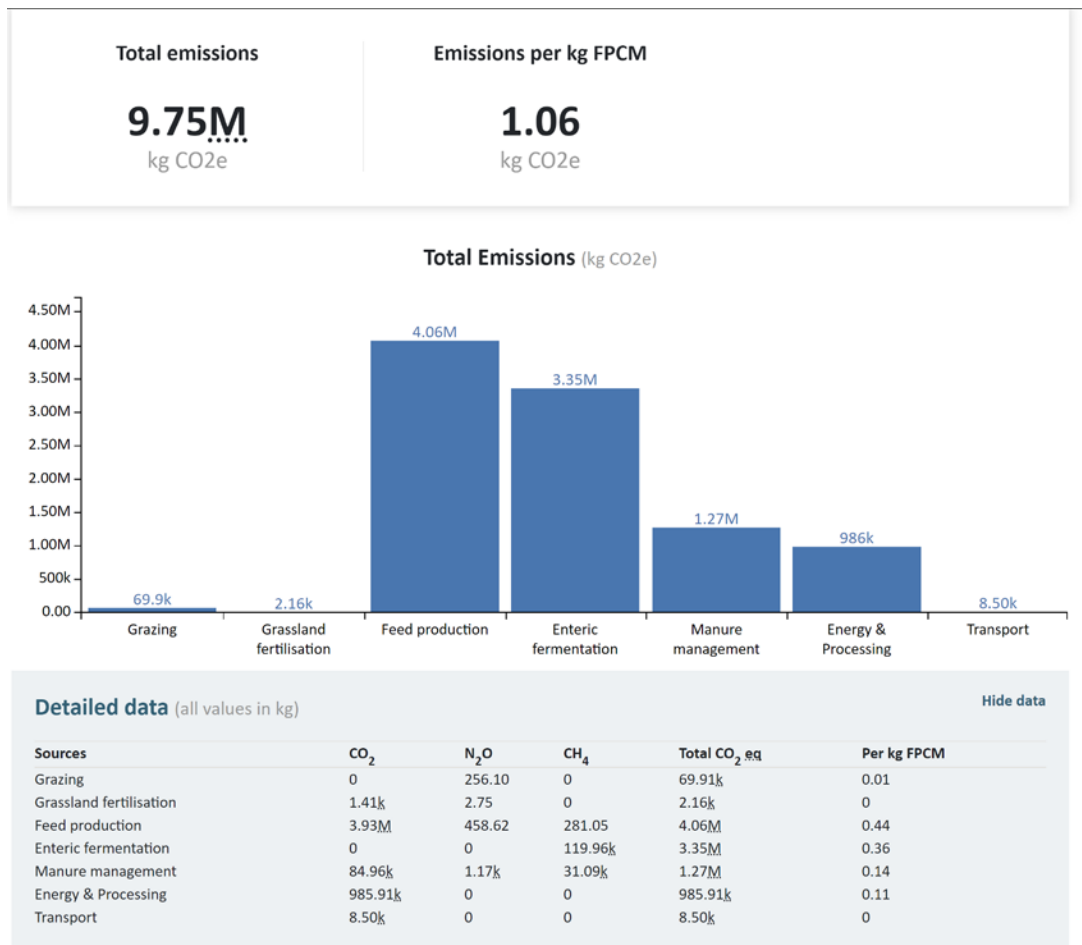 Total emissions
Emissions per kg FPCM
9.75M
1.06
kg CO2e
kg CO2e
Total Emissions (kg CO2e)
4.50M
4.00M
3.50M
3.00M
2.50M
2.00M
1.50M
1.00M
500k
0.00
69.9k
2.16k
4.06M
3.35M
1.27M
986k
8.50k
Grazing
Grassland
fertilisation
Feed production
Enteric
fermentation
Manure
management
Energy &
Processing
Transport
Detailed data (all values in kg)
Hide data
Sources CO2 N2O CH4 Total CO2 eq Per kg FPCM
Grazing 0 256.10 0 69.91k 0.01
Grassland fertilisation 1.41k 2.75 0 2.16k 0
Feed production 3.93M 458.62 281.05 4.06M 0.44
Enteric fermentation 0 0 119.96k 3.35M 0.36
Manure management 84.96k 1.17k 31.09k 1.27M 0.14
Energy & Processing 985.91k 0 0 985.91k 0.11
Transport 8.50k 0 0 8.50k 0